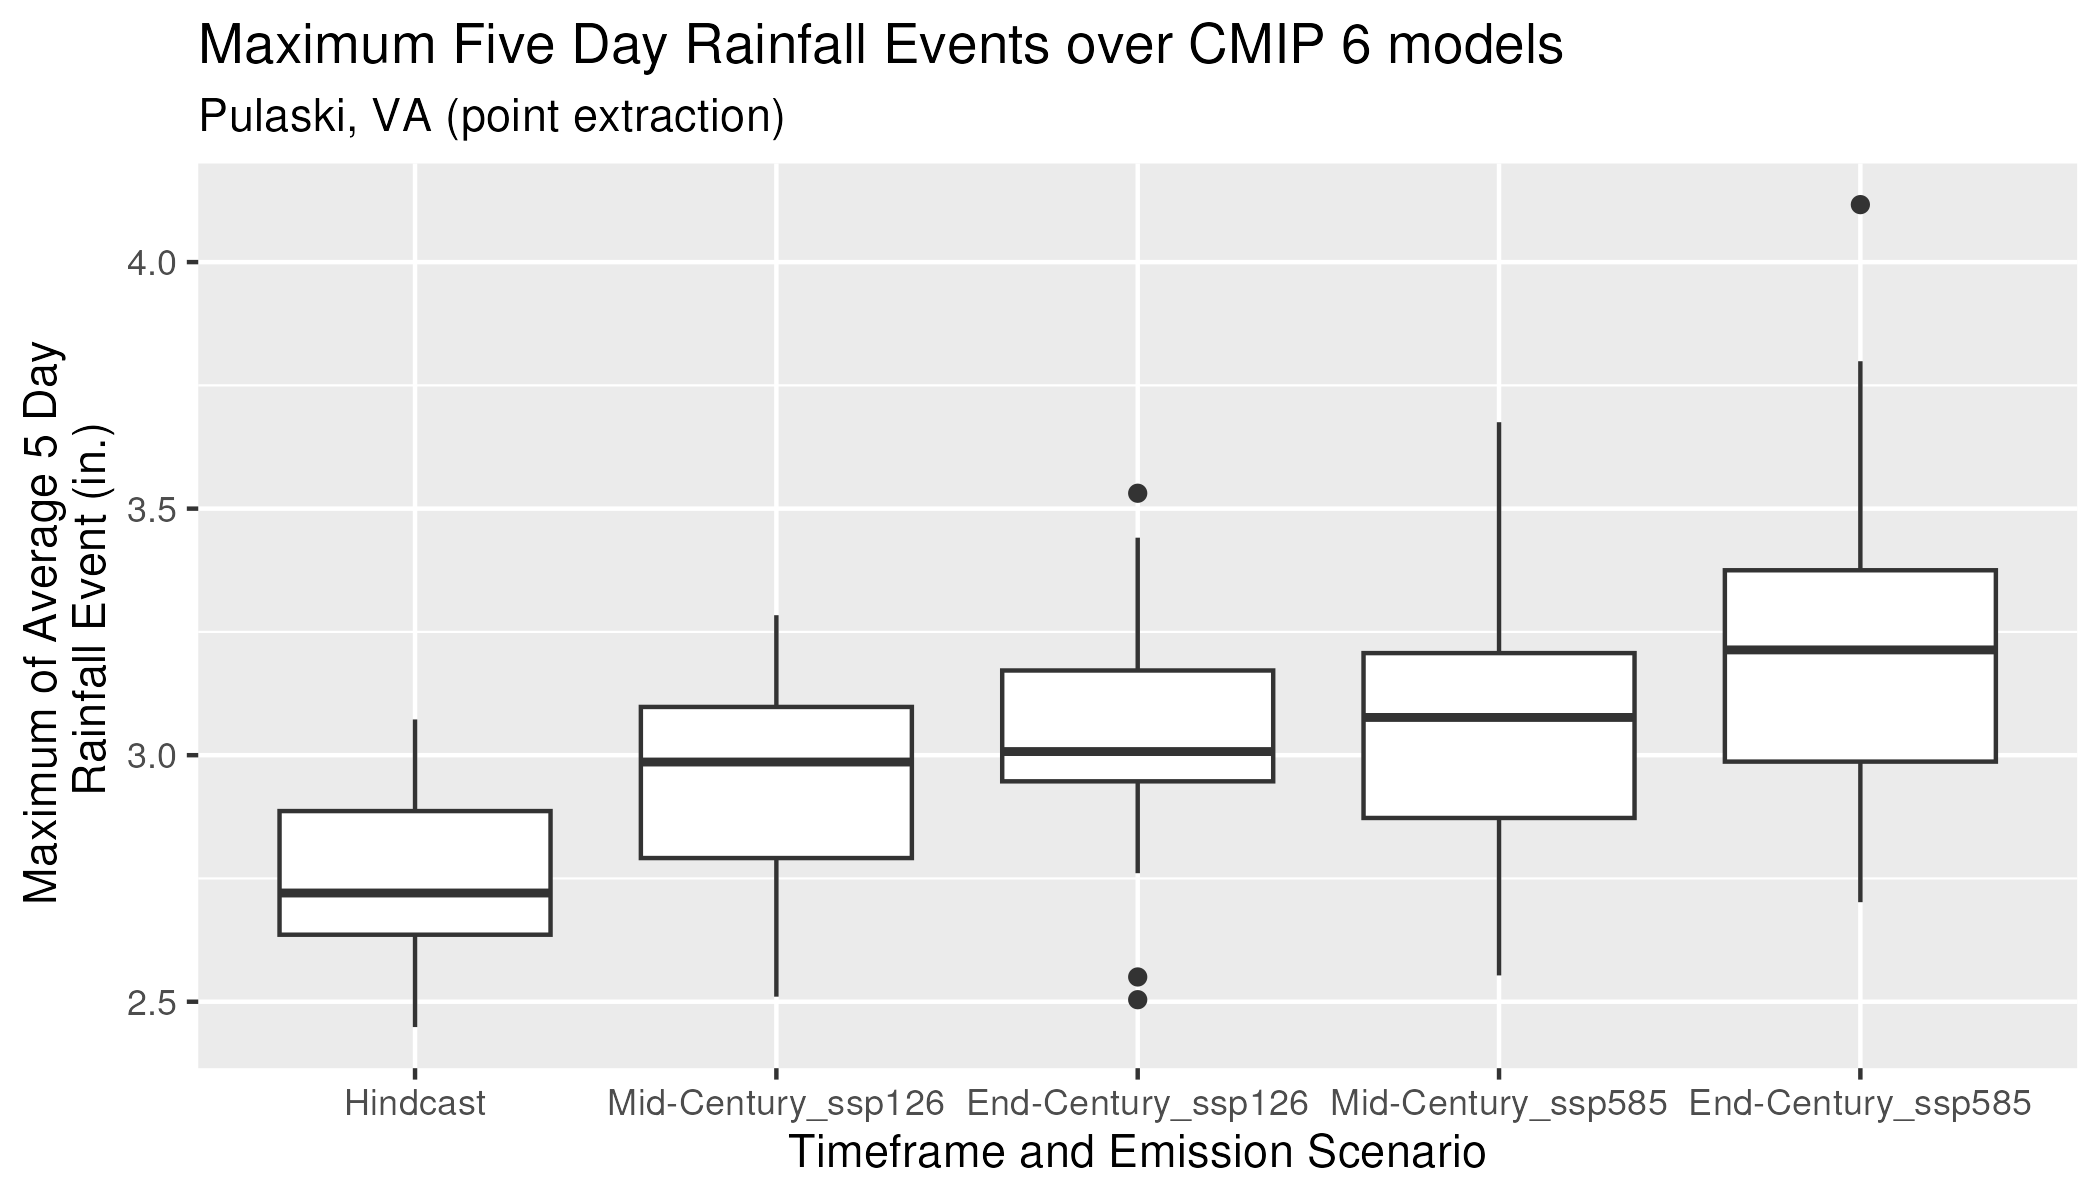 Maximum Five Day Rainfall Events over CMIP 6 models
Pulaski, VA (point extraction)
Maximum of Average 5 Day
Rainfall Event (in.)
4.0
3.5
3.0
2.5
Hindcast
Mid-Century_ssp126
End-Century_ssp126
Mid-Century_ssp585
End-Century_ssp585
Timeframe and Emission Scenario